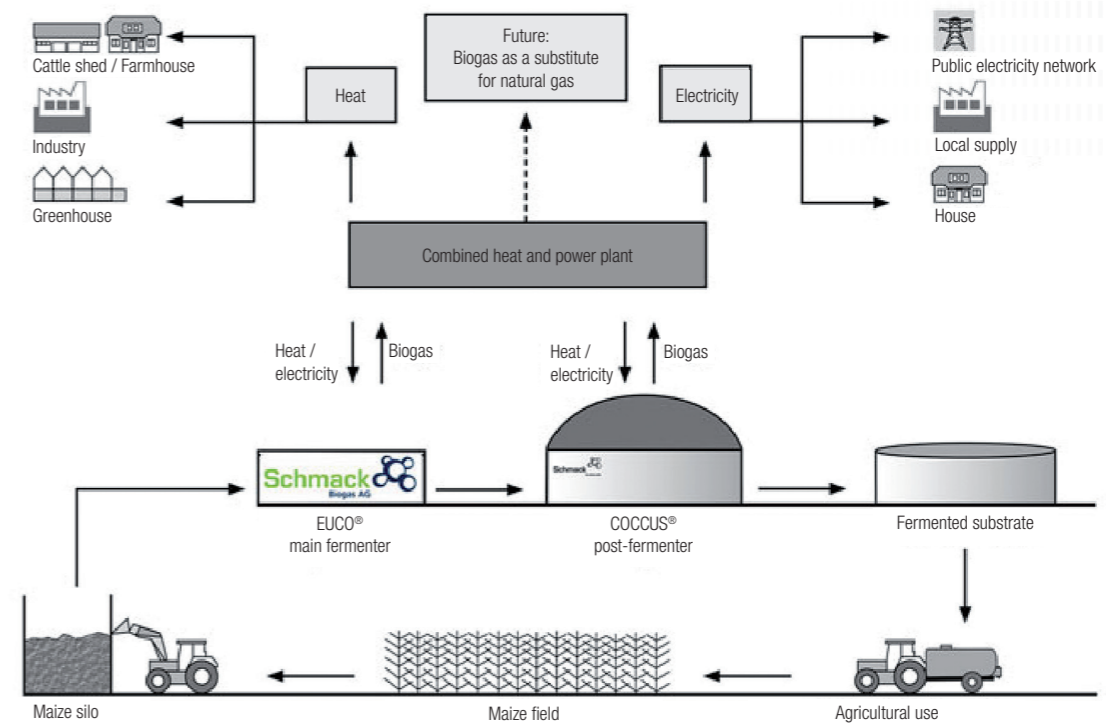 Future:
Biogas as a substitute
for natural gas
Cattle shed / Farmhouse
Heat
Electricity
Public electricity network
Industry
Local supply
Greenhouse
House
Combined heat and power plant
Heat /
electricity
Biogas
Heat /
electricity
Biogas
Schmack
Biogas AG
Schmack
EUCO®
main fermenter
COCCUS®
post-fermenter
Fermented substrate
Maize silo
Maize field
Agricultural use